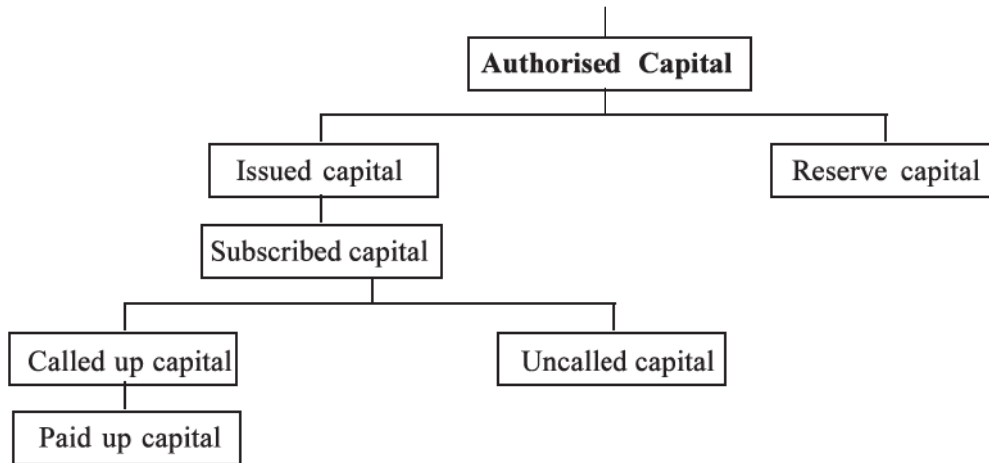 Authorised Capital
Issued capital
Reserve capital
Subscribed capital
Called up capital
Uncalled capital
Paid up capital